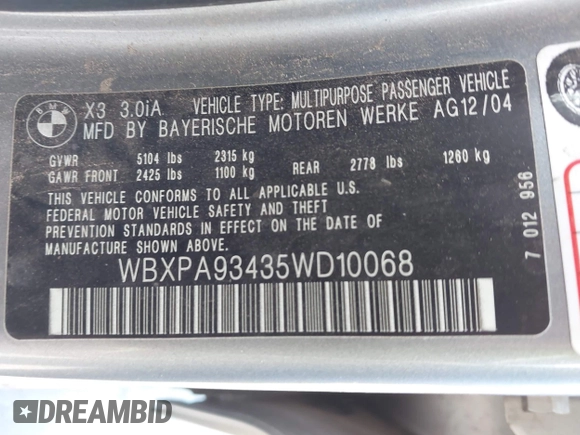 BMW
X3 3.0iA VEHICLE TYPE: MULTIPURPOSE PASSENGER VEHICLE
MFD BY BAYERISCHE MOTOREN WERKE AG12/04
GVWR 5104 lbs 2315 kg
GAWR FRONT 2425 lbs 1100 kg REAR 2778 lbs 1260 kg
THIS VEHICLE CONFORMS TO ALL APPLICABLE U.S.
FEDERAL MOTOR VEHICLE SAFETY AND THEFT
PREVENTION STANDARDS IN EFFECT ON THE DATE OF
MANUFACTURE SHOWN ABOVE:
WBXPA93435WD10068
7 012 956
DREAMBID